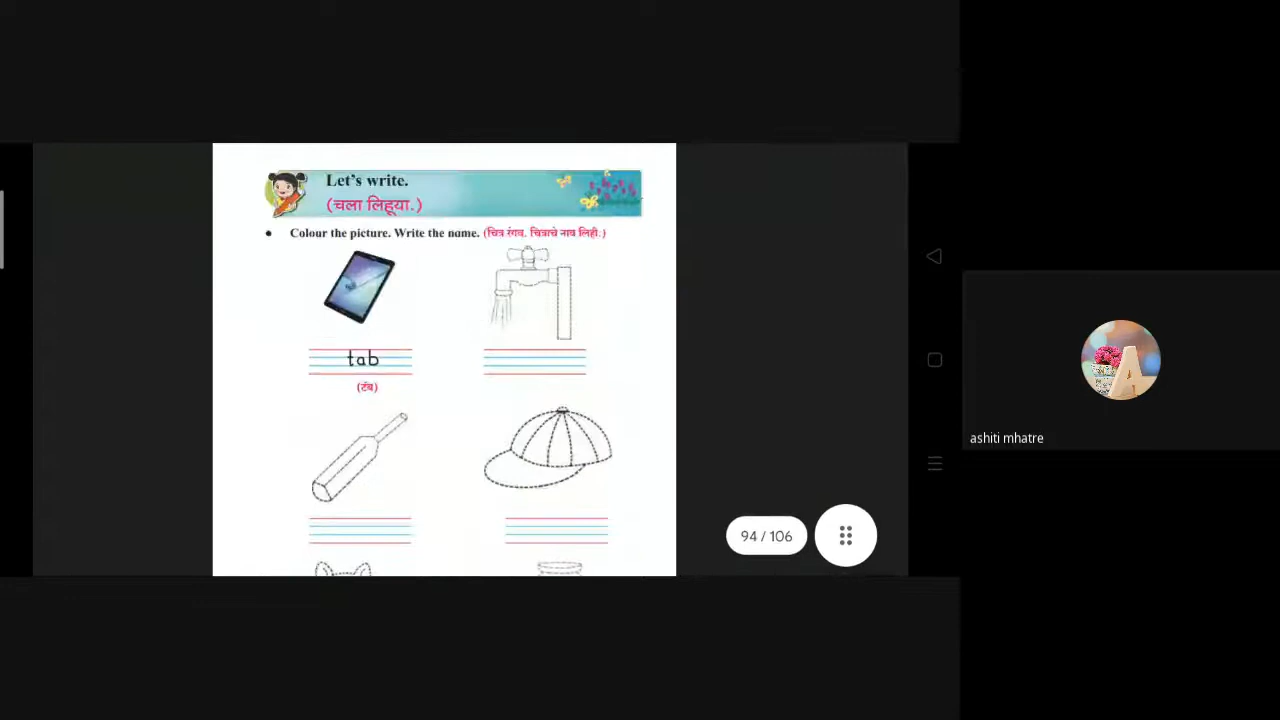 Let's write.
(चला लिहूया.)
• Colour the picture. Write the name. (चित्र रंगव. चित्राचे नाव लिही.)
tab
(टॅब)
94 / 106
ashiti mhatre